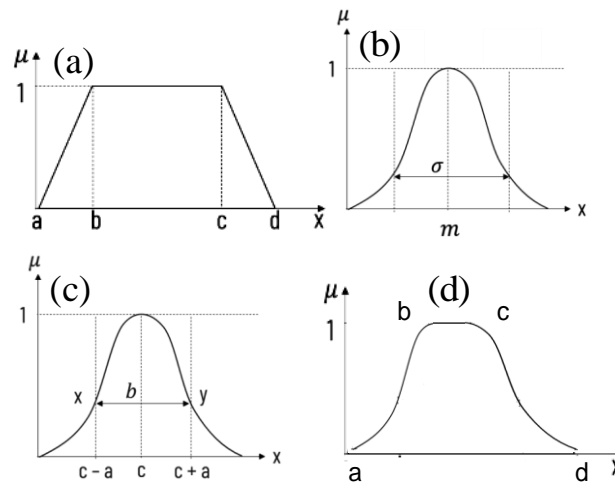 (a)
μ
1
a b c d x
(b)
μ
1
σ
m
x
(c)
μ
1
x b y
c – a c c + a
x
(d)
μ
1
b c
a d x